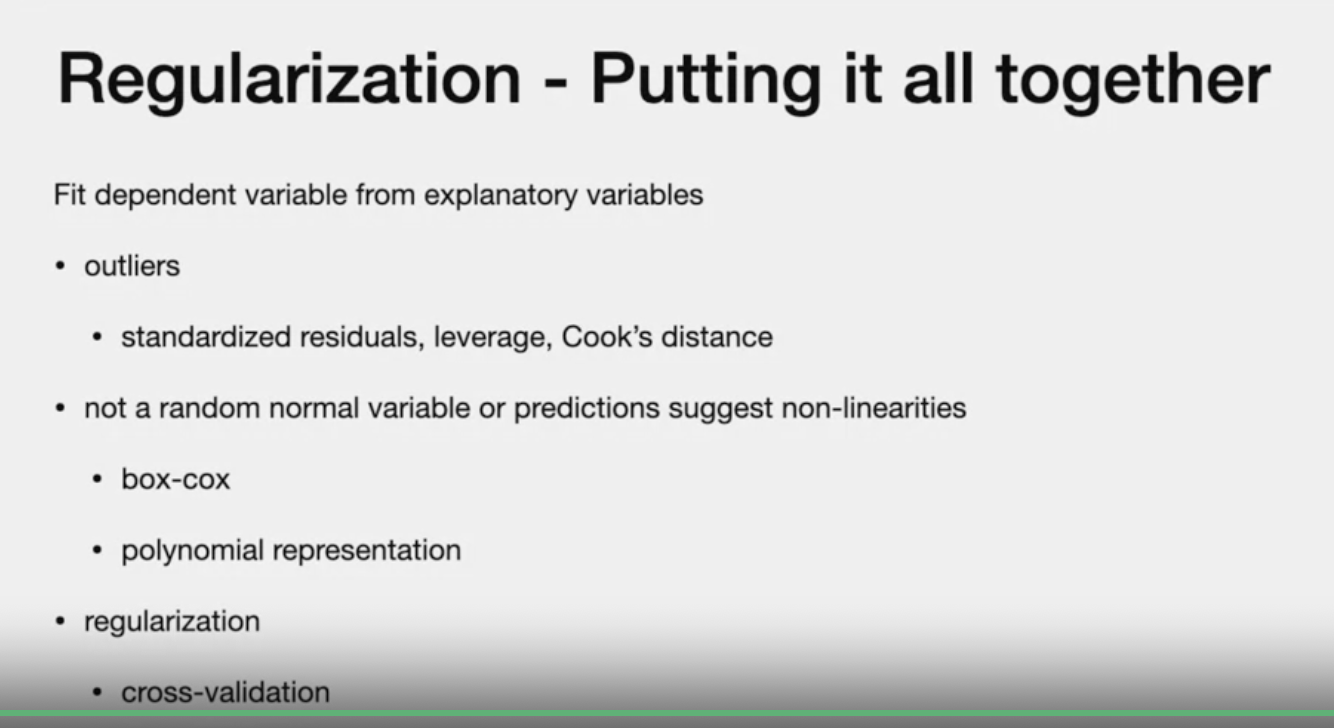 Regularization - Putting it all together
Fit dependent variable from explanatory variables
• outliers
• standardized residuals, leverage, Cook’s distance
• not a random normal variable or predictions suggest non-linearities
• box-cox
• polynomial representation
• regularization
• cross-validation